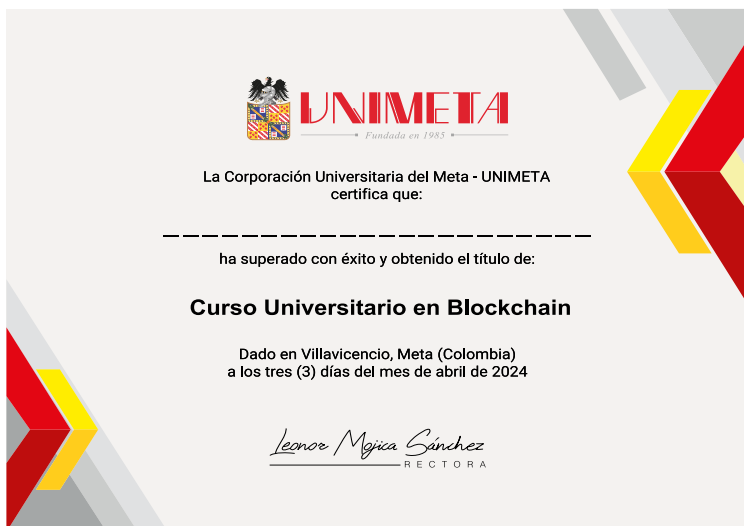 UNIMETA
Fundada en 1985
La Corporación Universitaria del Meta - UNIMETA
certifica que:
ha superado con éxito y obtenido el título de:
Curso Universitario en Blockchain
Dado en Villavicencio, Meta (Colombia)
a los tres (3) días del mes de abril de 2024
Leonor Mojica Sánchez
RECTORA